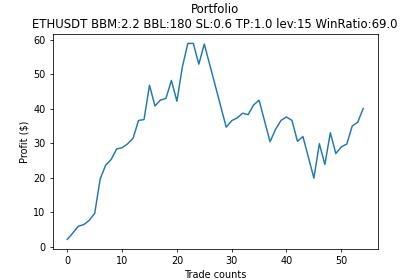 Portfolio
ETHUSDT BBM:2.2 BBL:180 SL:0.6 TP:1.0 lev:15 WinRatio:69.0
60
50
40
30
20
10
0
Profit ($)
0 10 20 30 40 50
Trade counts